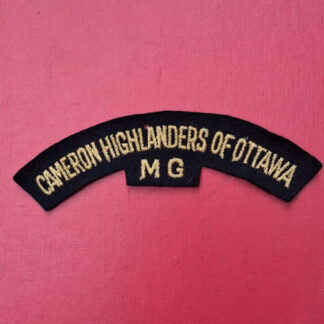 CAMERON HIGHLANDERS OF OTTAWA
MG